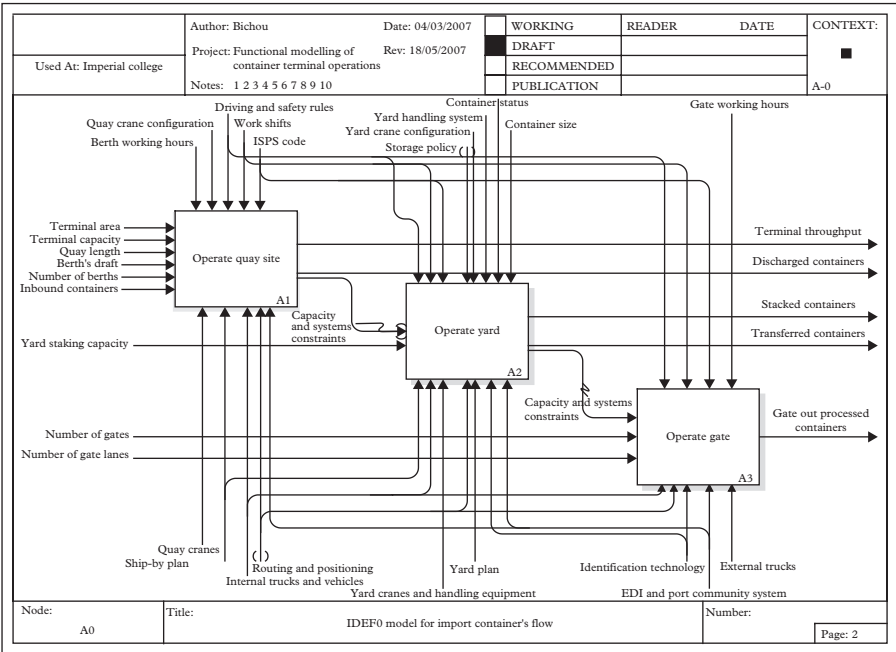 Used At: Imperial college
Author: Bichou
Date: 04/03/2007
Project: Functional modelling of
container terminal operations
Rev: 18/05/2007
Notes: 1 2 3 4 5 6 7 8 9 10
WORKING
DRAFT
RECOMMENDED
PUBLICATION
READER
DATE
CONTEXT:
A-0
Container status
Driving and safety rules
Yard handling system
Gate working hours
Quay crane configuration
Work shifts
Yard crane configuration
Container size
Berth working hours
ISPS code
Storage policy
Terminal area
Terminal capacity
Quay length
Berth's draft
Number of berths
Inbound containers
Operate quay site
A1
Terminal throughput
Discharged containers
Capacity
and systems
constraints
Operate yard
A2
Stacked containers
Transferred containers
Yard staking capacity
Capacity and systems
constraints
Operate gate
A3
Gate out processed
containers
Number of gates
Number of gate lanes
Quay cranes
Ship-by plan
Routing and positioning
Internal trucks and vehicles
Yard plan
Yard cranes and handling equipment
Identification technology
External trucks
EDI and port community system
Node:
A0
Title:
IDEF0 model for import container's flow
Number:
Page: 2